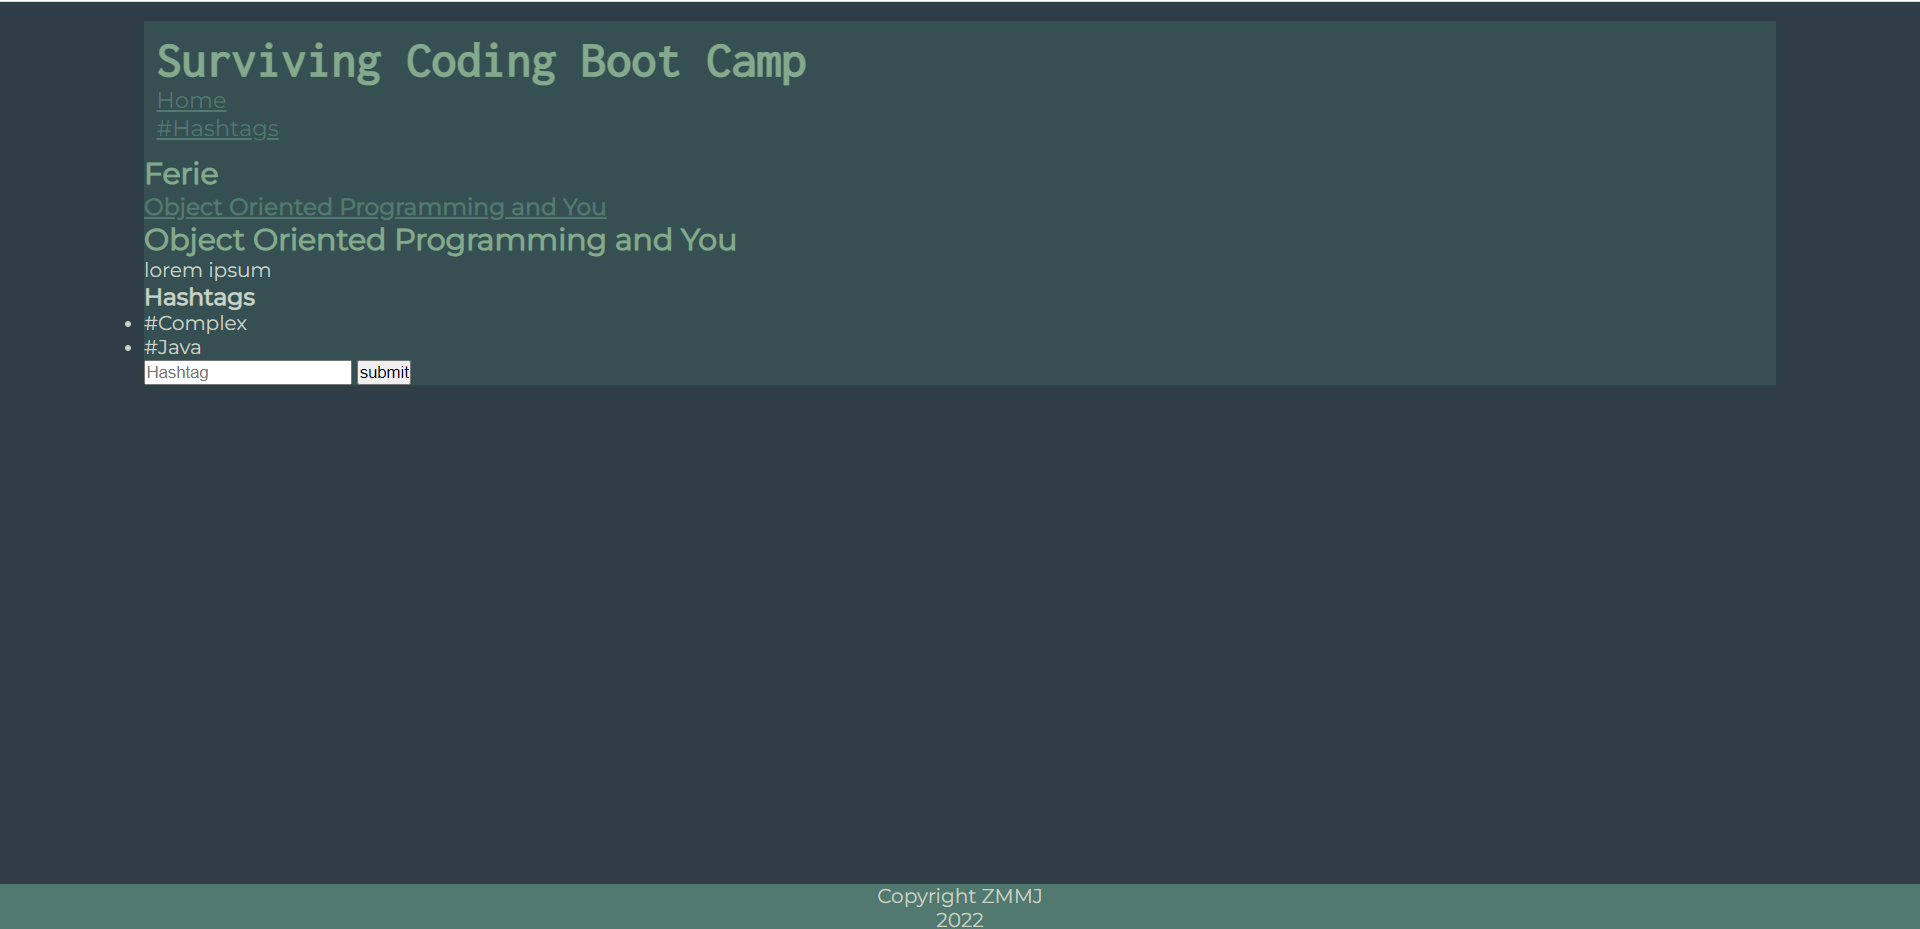 Surviving Coding Boot Camp
Home
#Hashtags
Ferie
Object Oriented Programming and You
Object Oriented Programming and You
lorem ipsum
Hashtags
#Complex
#Java
Hashtag submit
Copyright ZMMJ
2022